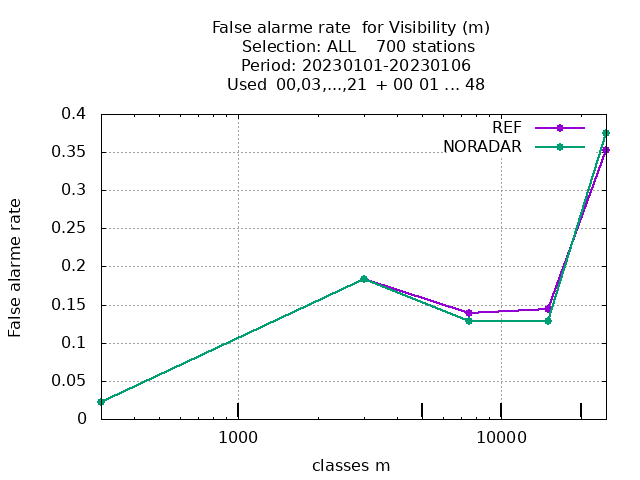 False alarme rate  for Visibility (m)
Selection: ALL    700 stations
Period: 20230101-20230106
Used  00,03,...,21  + 00 01 ... 48
0.4
REF
NORADAR
0.35
0.3
0.25
0.2
0.15
0.1
0.05
0
False alarme rate
1000
10000
classes m